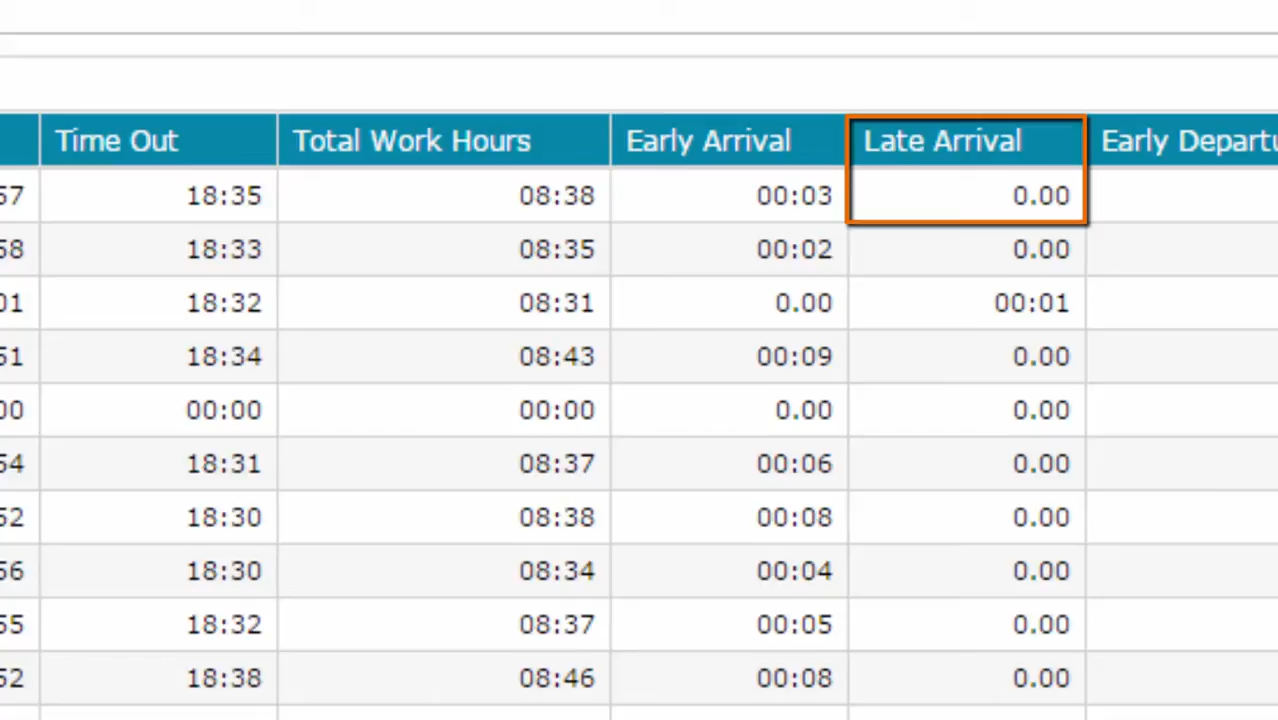 Time Out Total Work Hours Early Arrival Late Arrival Early Departu
57 18:35 08:38 00:03 0.00
58 18:33 08:35 00:02 0.00
01 18:32 08:31 0.00 00:01
51 18:34 08:43 00:09 0.00
00 00:00 00:00 0.00 0.00
54 18:31 08:37 00:06 0.00
52 18:30 08:38 00:08 0.00
56 18:30 08:34 00:04 0.00
55 18:32 08:37 00:05 0.00
52 18:38 08:46 00:08 0.00